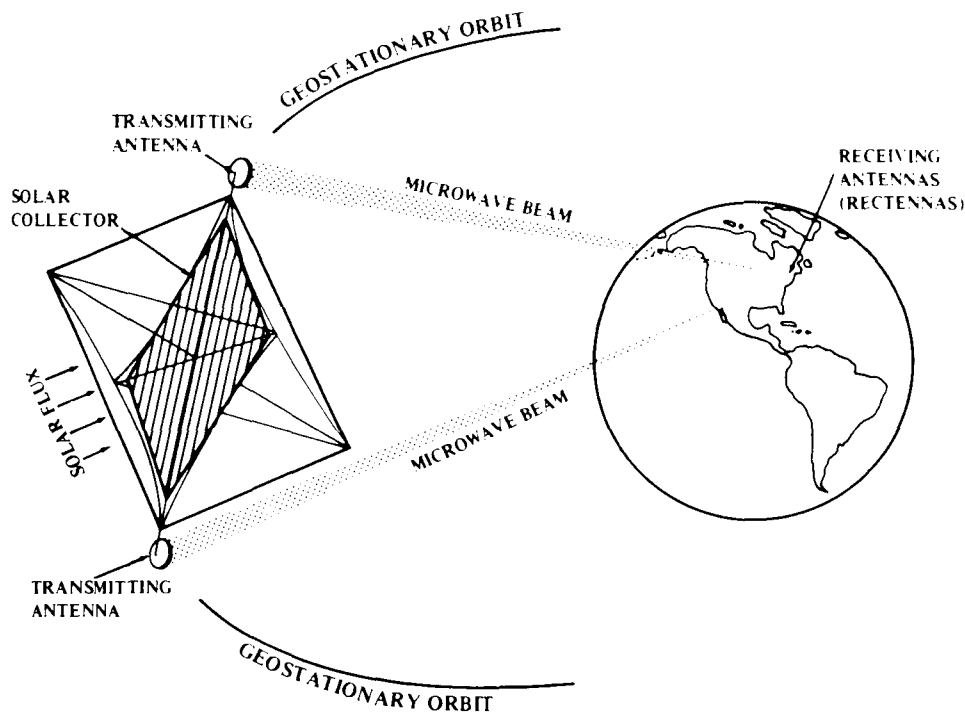 GEOSTATIONARY ORBIT
TRANSMITTING
ANTENNA
SOLAR
COLLECTOR
MICROWAVE BEAM
RECEIVING
ANTENNAS
(RECTENNAS)
SOLAR FLUX
MICROWAVE BEAM
TRANSMITTING
ANTENNA
GEOSTATIONARY ORBIT